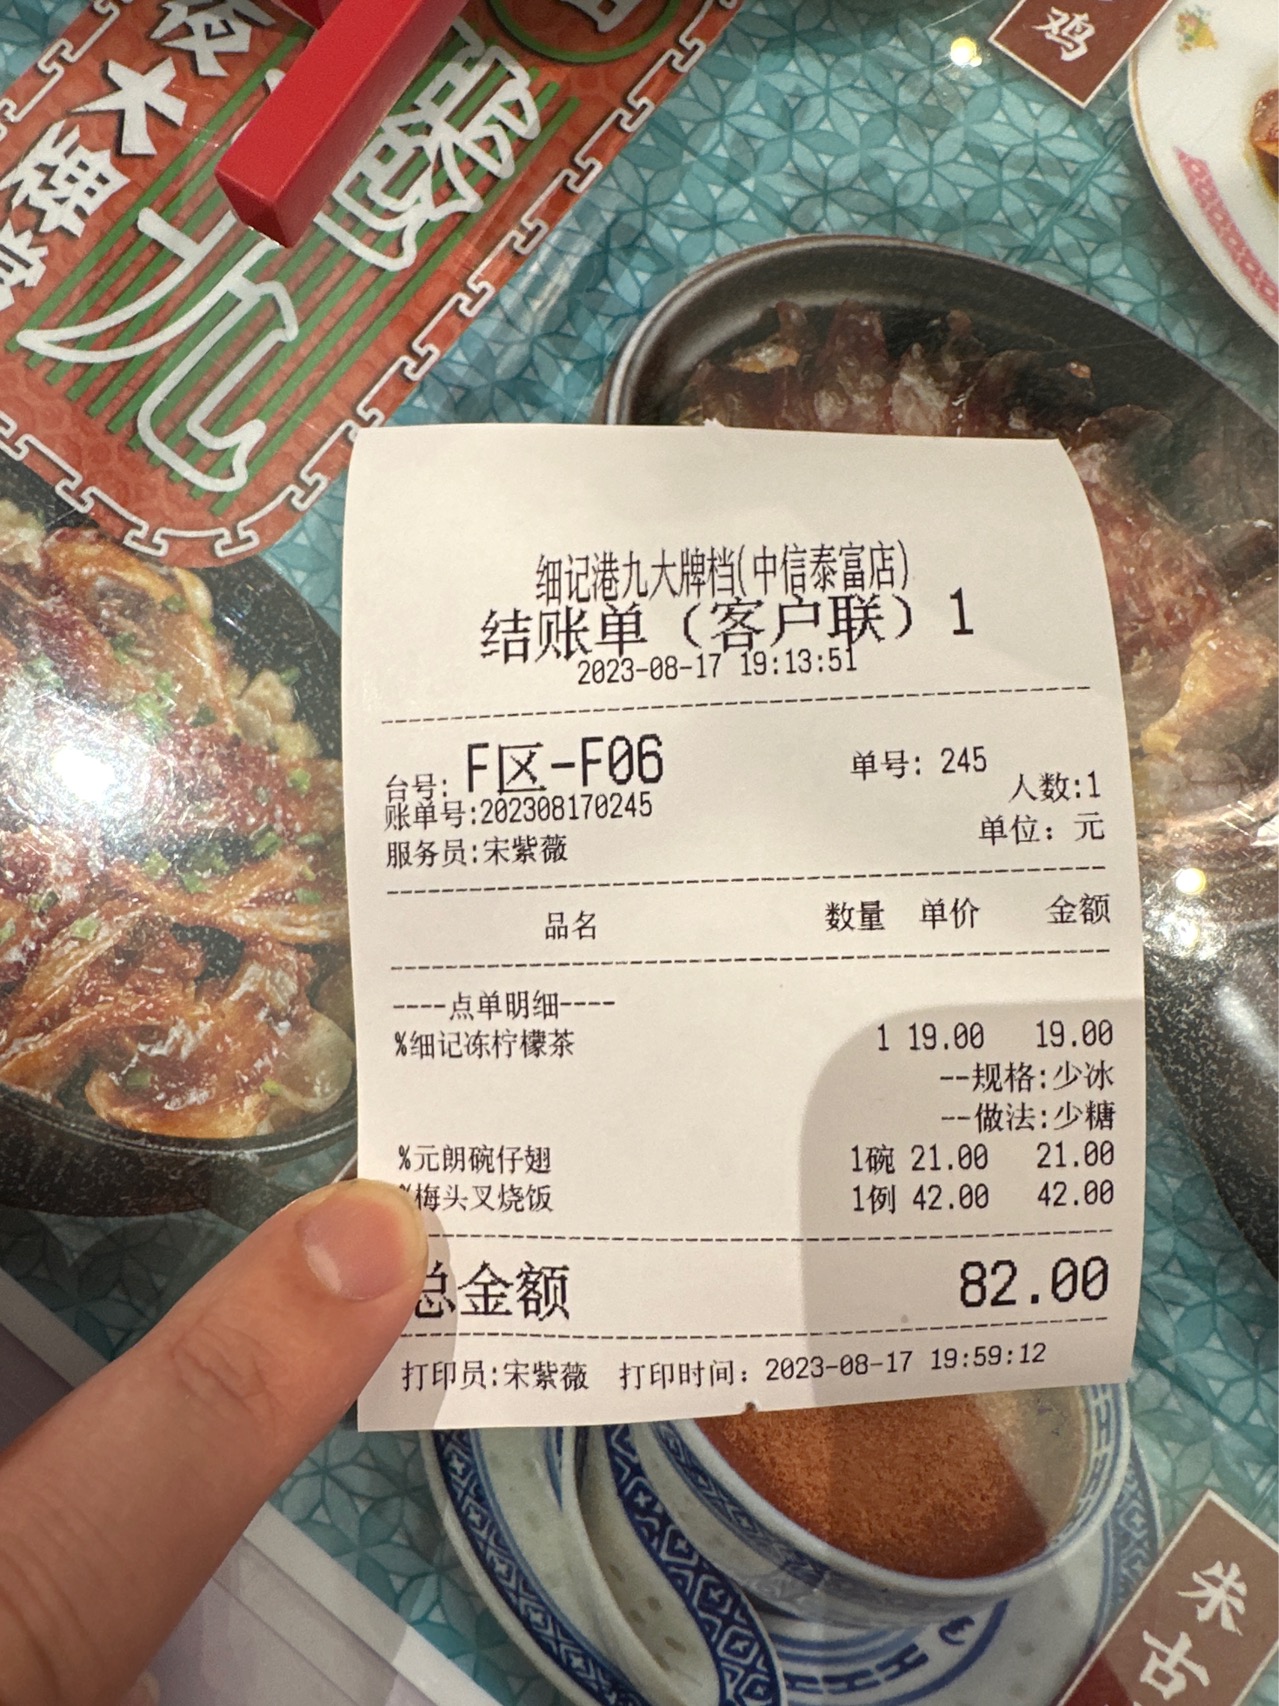 鸡
大牌
九
细记港九大牌档(中信泰富店)
结账单（客户联）1
2023-08-17 19:13:51
台号: F区-F06 单号: 245
人数:1
账单号:202308170245
单位: 元
服务员:宋紫薇
品名 数量 单价 金额
----点单明细----
%细记冻柠檬茶 1 19.00 19.00
--规格:少冰
--做法:少糖
%元朗碗仔翅 1碗 21.00 21.00
%梅头叉烧饭 1例 42.00 42.00
总金额 82.00
打印员:宋紫薇 打印时间: 2023-08-17 19:59:12
朱
古